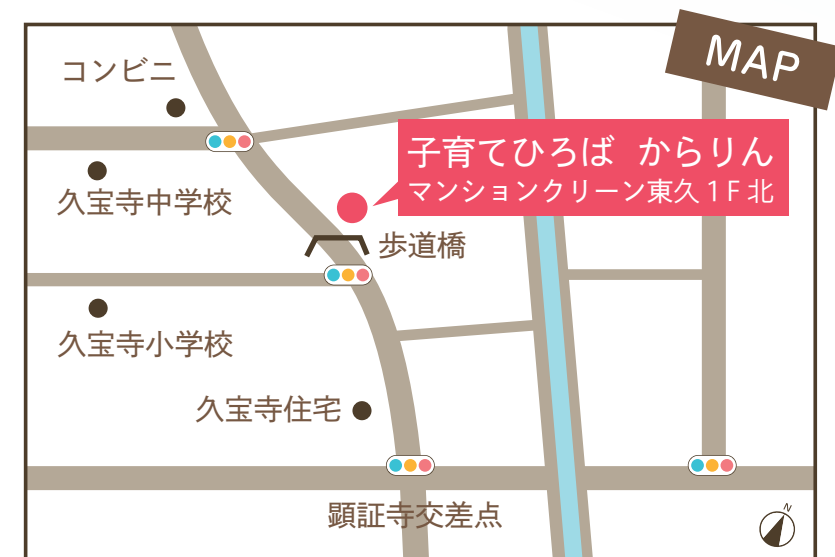 MAP
コンビニ
子育てひろば からりん
マンションクリーン東久1F北
久宝寺中学校
歩道橋
久宝寺小学校
久宝寺住宅
顕証寺交差点
N